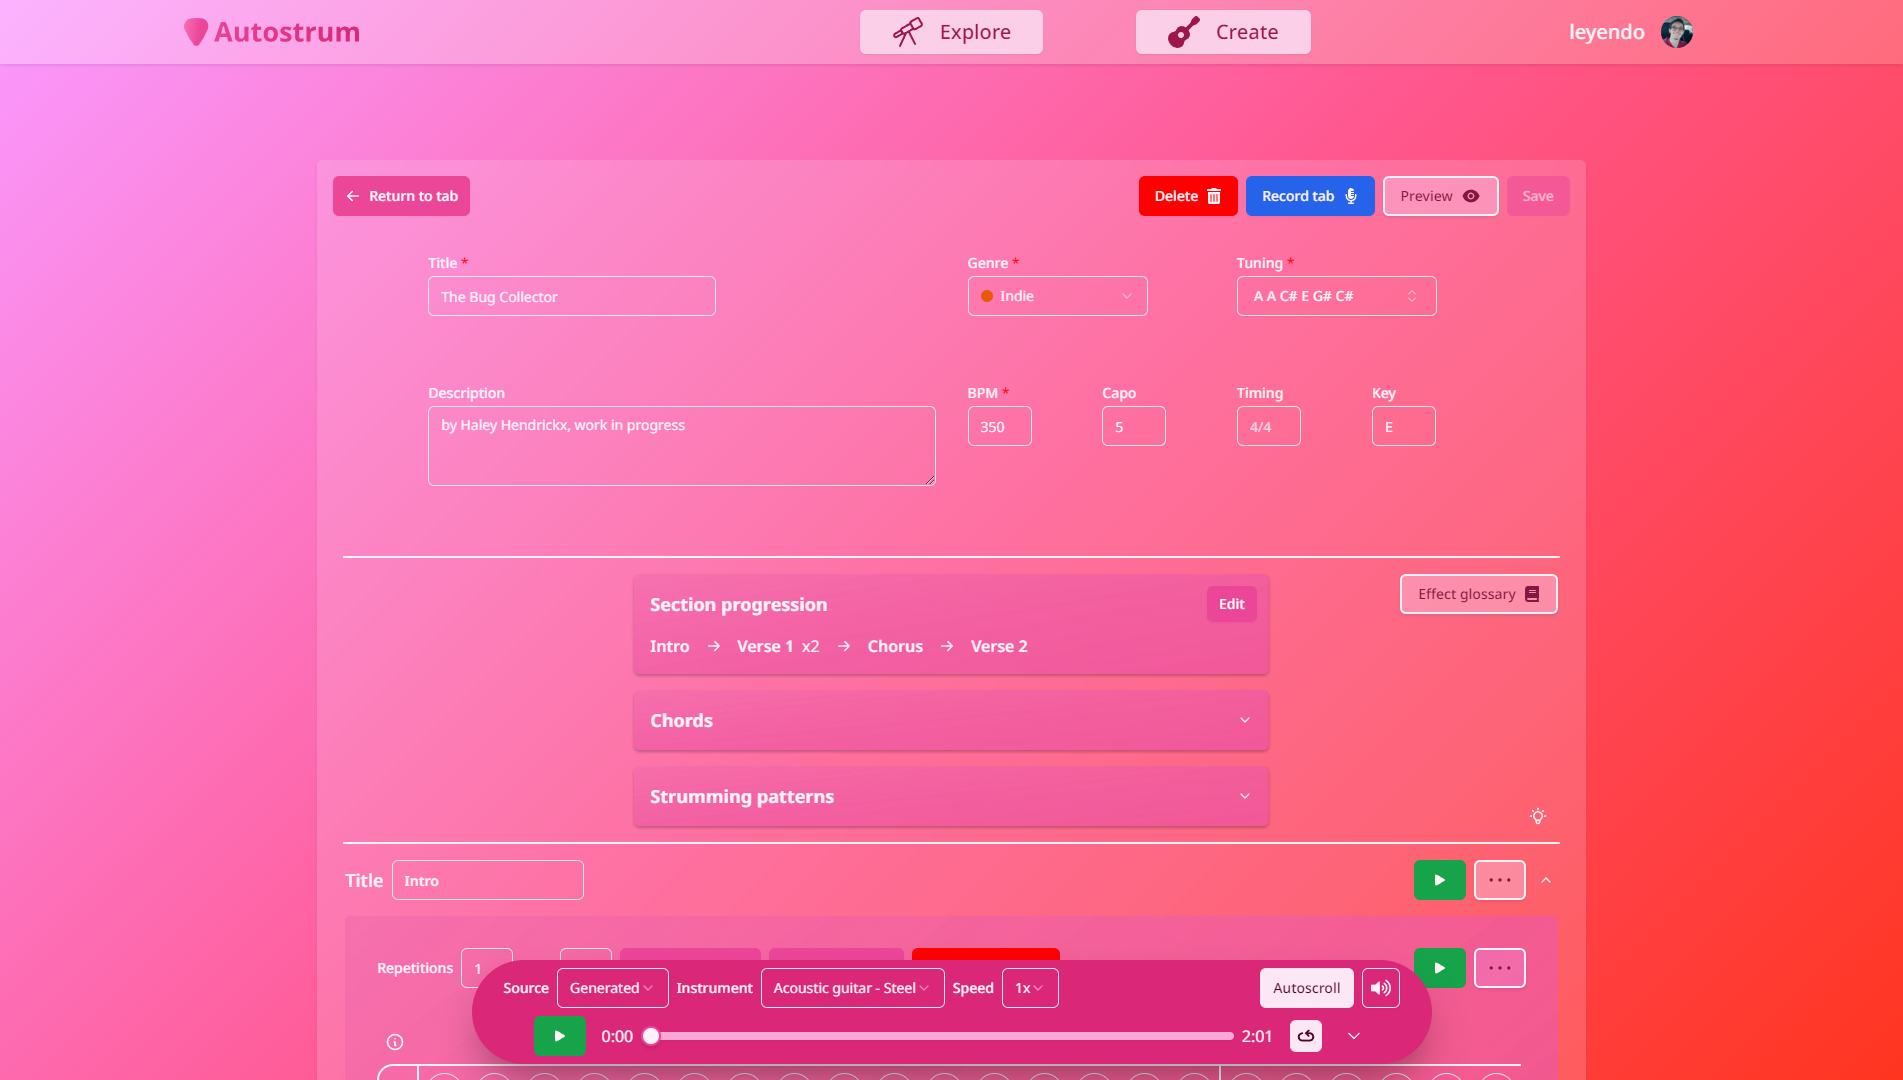 Autostrum
Explore
Create
leyendo
Return to tab
Delete
Record tab
Preview
Save
Title *
Genre *
Tuning *
The Bug Collector
Indie
A A C# E G# C#
Description
BPM *
Capo
Timing
Key
by Haley Hendrickx, work in progress
350
5
4/4
E
Section progression
Edit
Effect glossary
Intro → Verse 1 x2 → Chorus → Verse 2
Chords
Strumming patterns
Title
Intro
Repetitions
1
Source
Generated
Instrument
Acoustic guitar - Steel
Speed
1x
Autoscroll
0:00
2:01